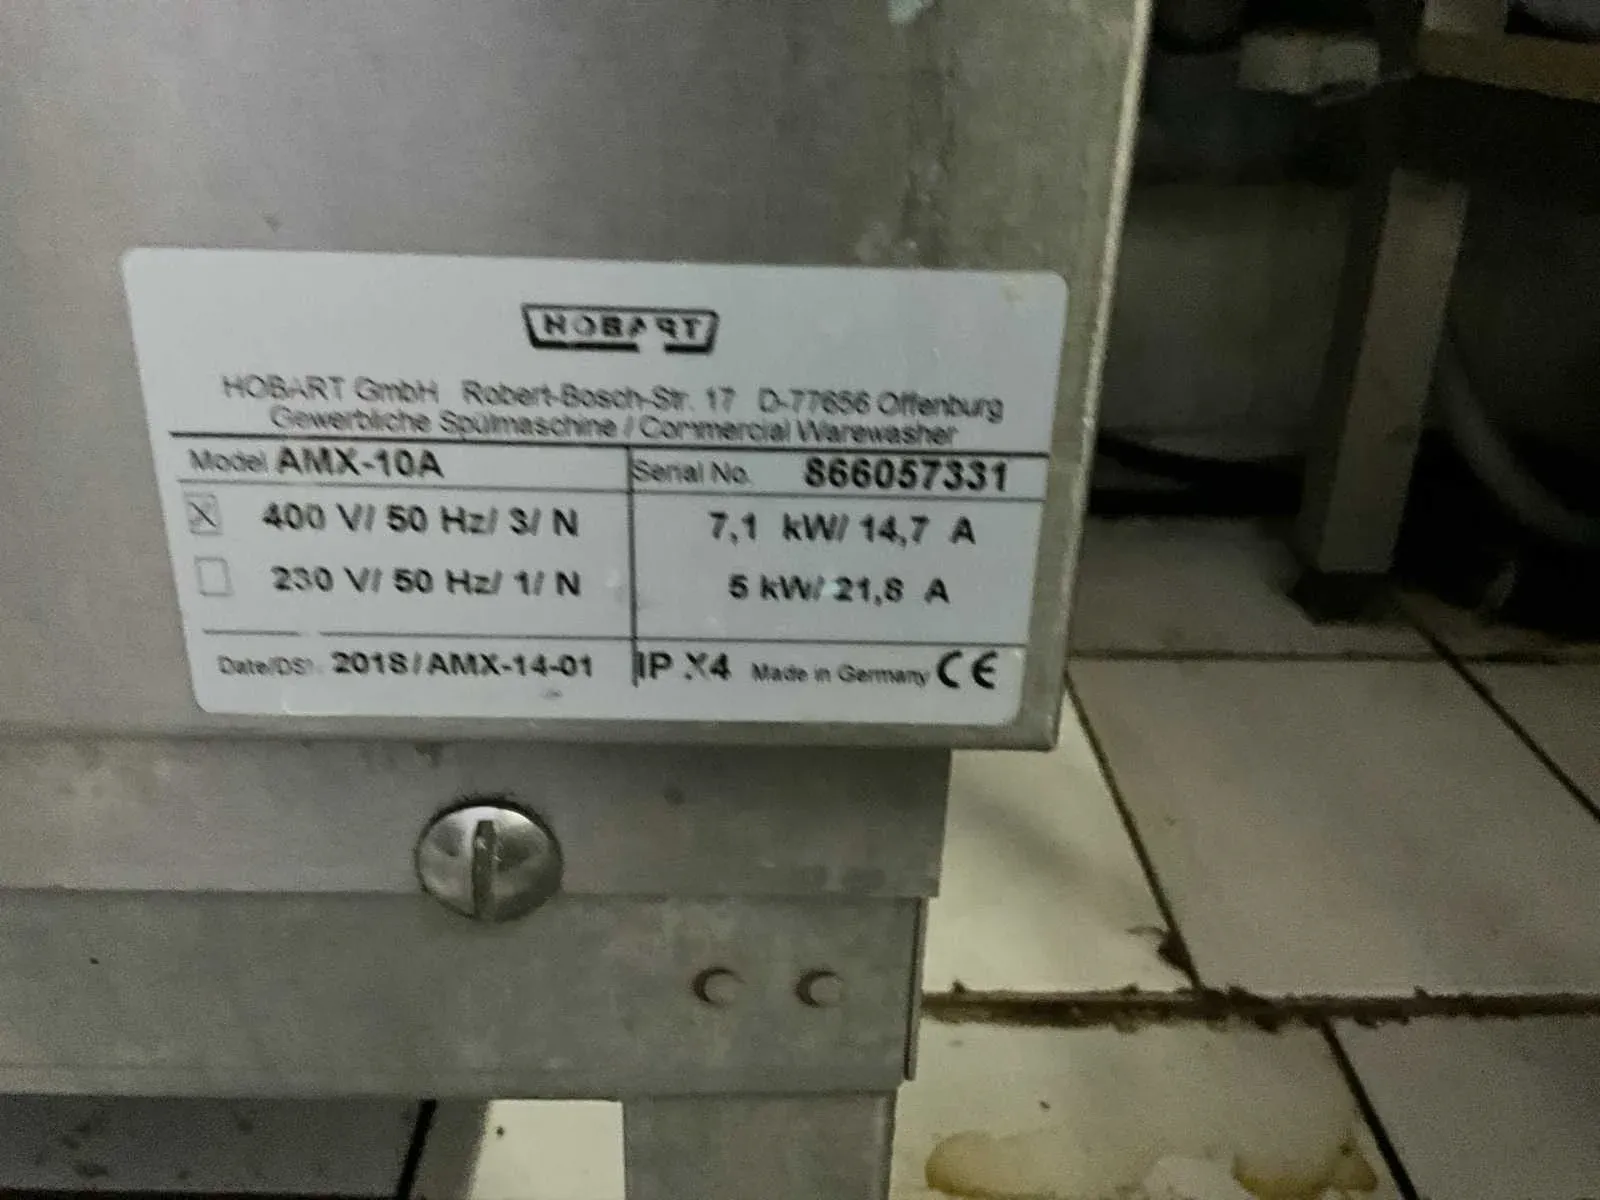 HOBART
HOBART GmbH Robert-Bosch-Str. 17 D-77656 Offenburg
Gewerbliche Spülmaschine / Commercial Warewasher
Model AMX-10A Serial No. 866057331
400 V/ 50 Hz/ 3/ N 7,1 kW/ 14,7 A
230 V/ 50 Hz/ 1/ N 5 kW/ 21,8 A
2018/AMX-14-01 IP X4 Made in Germany CE